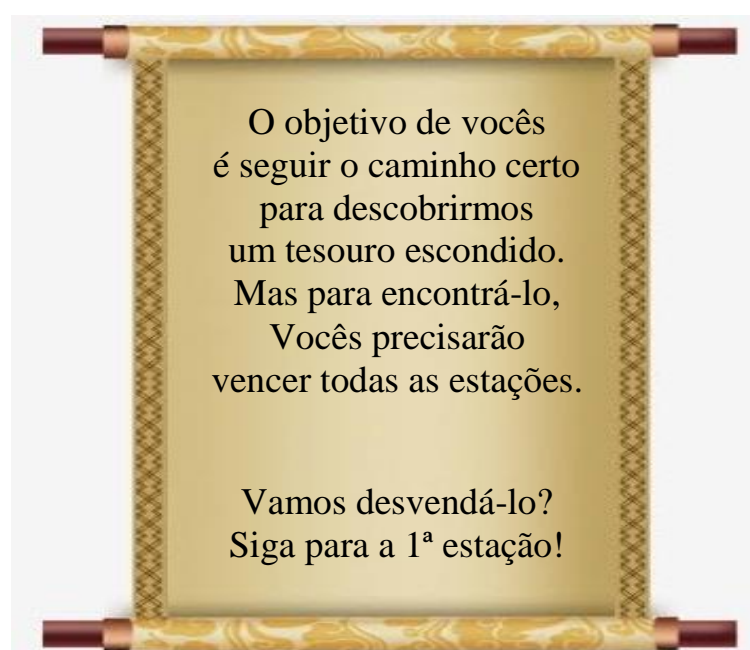 O objetivo de vocês
é seguir o caminho certo
para descobrirmos
um tesouro escondido.
Mas para encontrá-lo,
Vocês precisarão
vencer todas as estações.
Vamos desvendá-lo?
Siga para a 1ª estação!